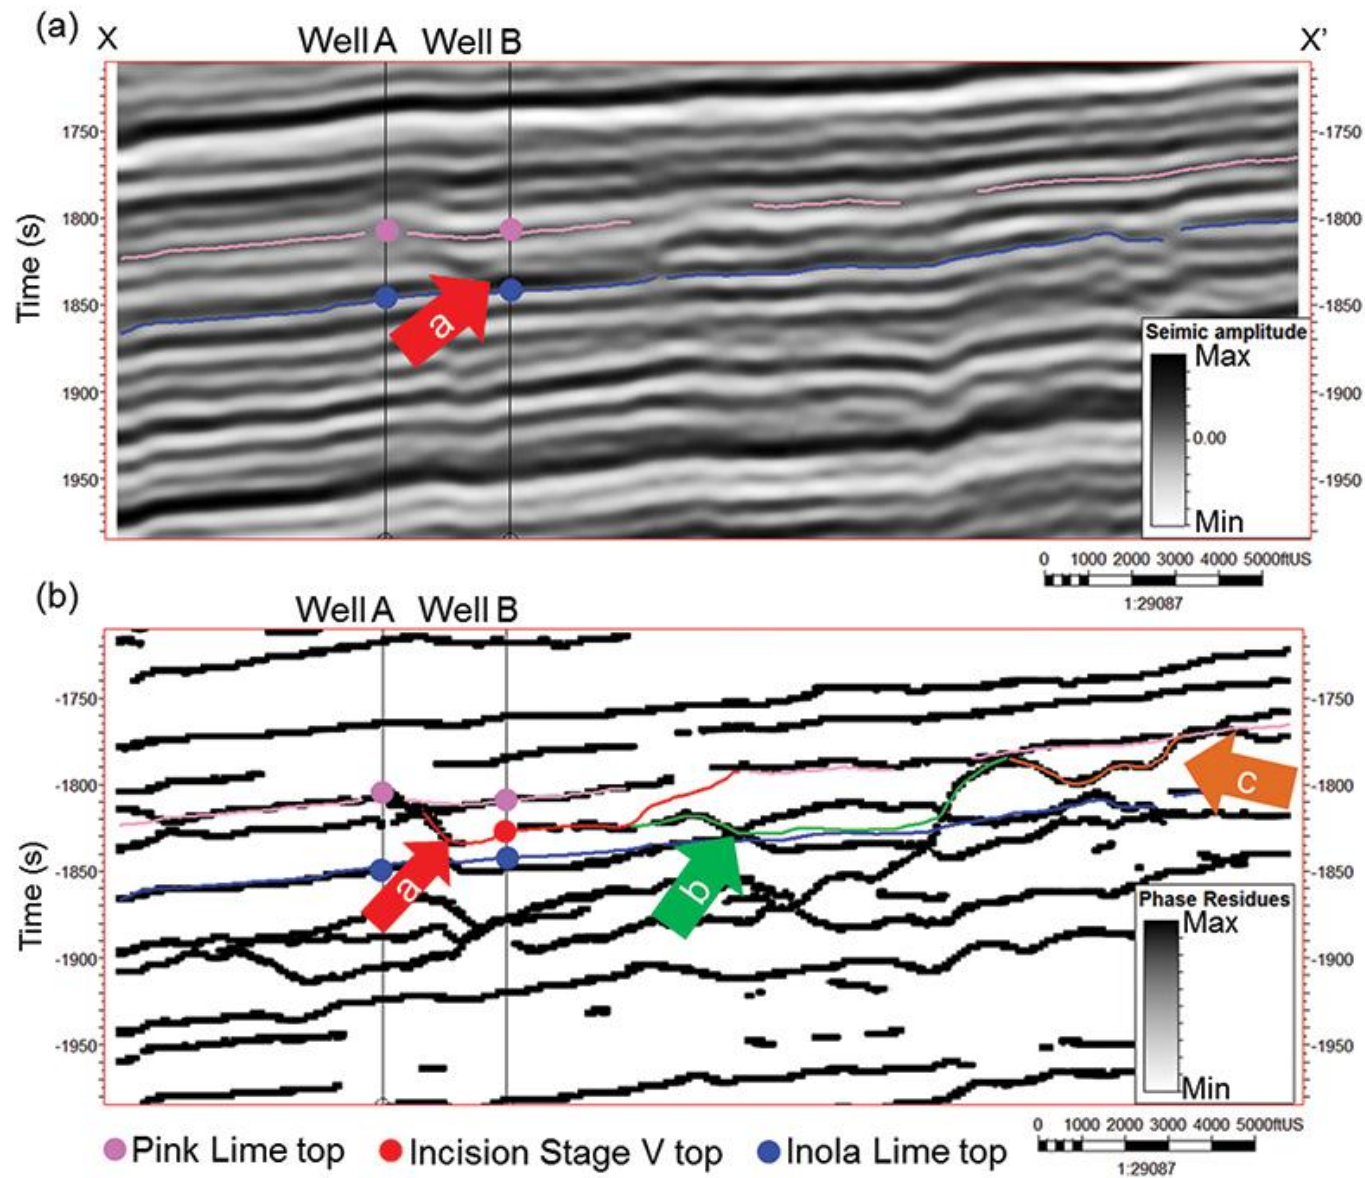 (a)
X Well A Well B X'
Time (s)
1750 -1750
1800 -1800
1850 -1850
1900 -1900
1950 -1950
a
Seimic amplitude
Max
0.00
Min
0 1000 2000 3000 4000 5000ftUS
1:29087
(b)
Well A Well B
Time (s)
-1750 -1750
-1800 -1800
-1850 -1850
-1900 -1900
-1950 -1950
a
b
c
Phase Residues
Max
Min
Pink Lime top Incision Stage V top Inola Lime top
0 1000 2000 3000 4000 5000ftUS
1:29087